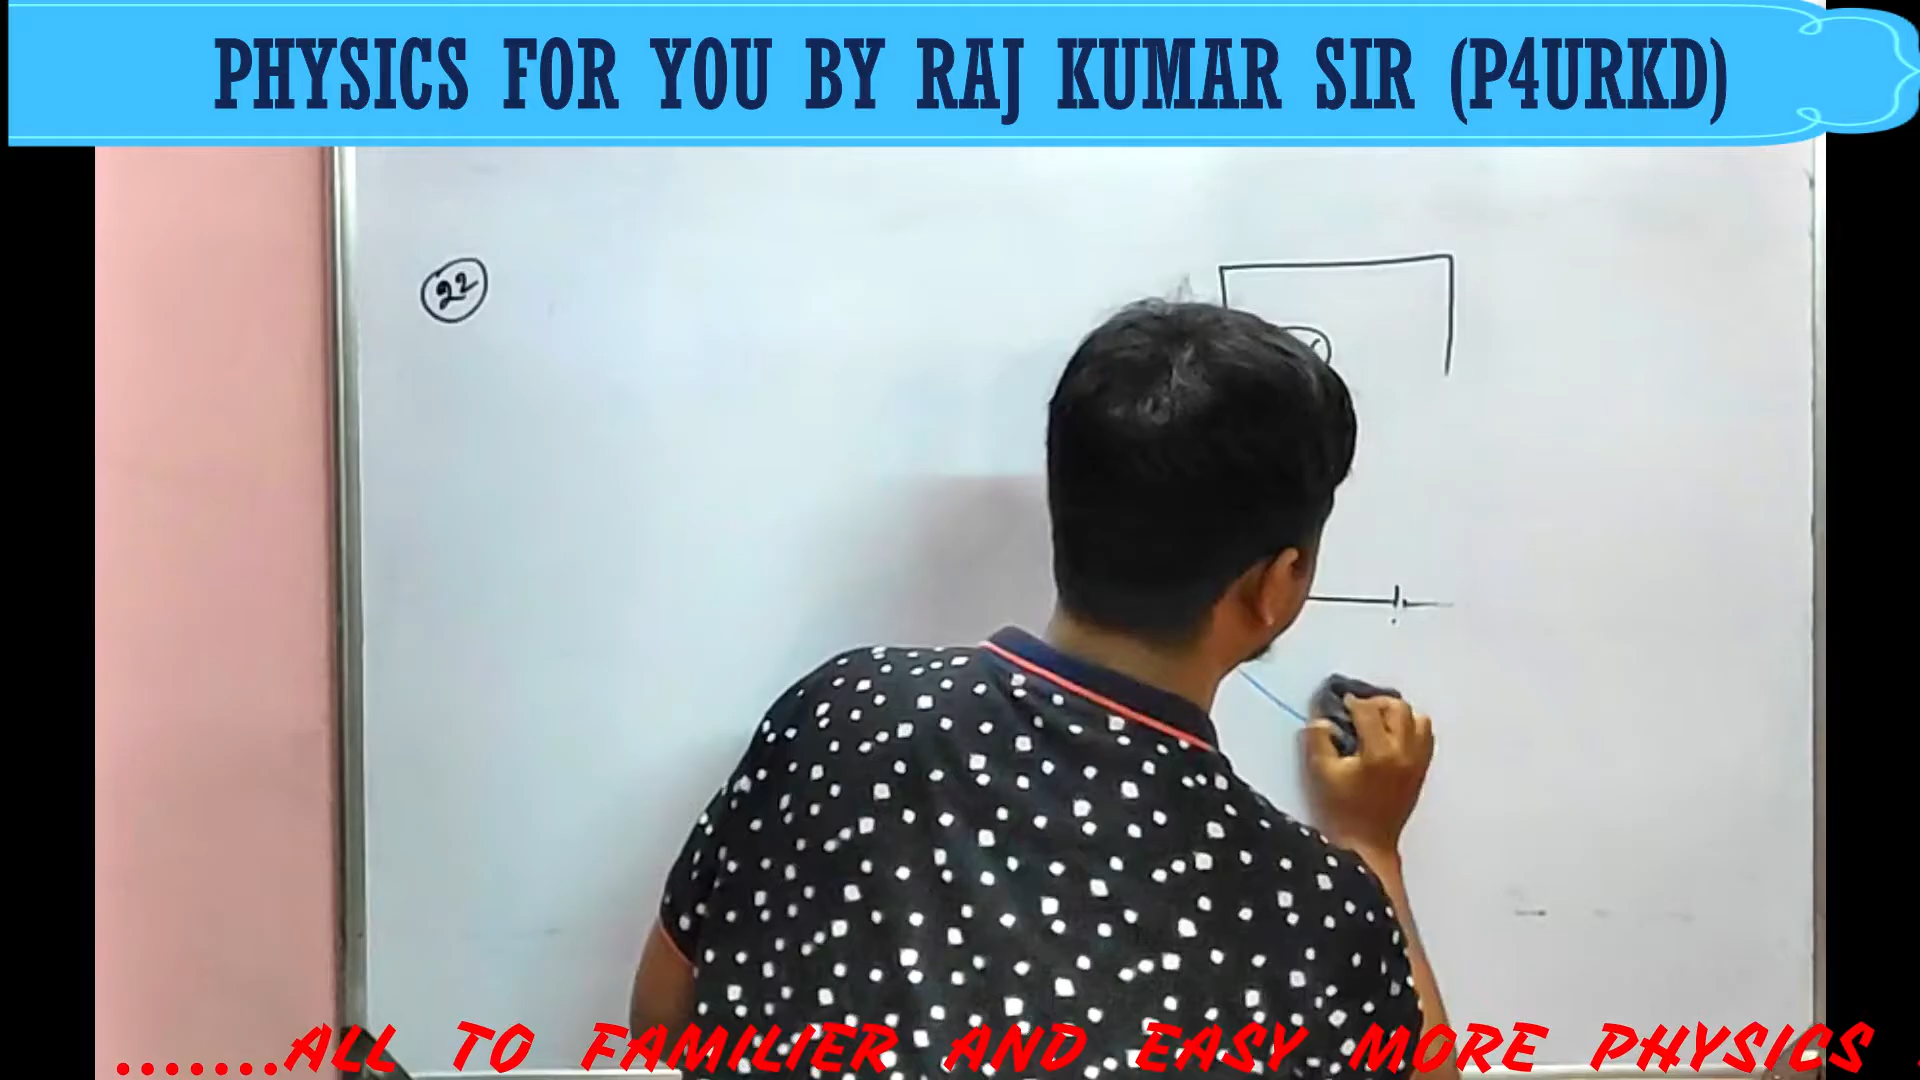 PHYSICS FOR YOU BY RAJ KUMAR SIR (P4URKD)
22
.......ALL TO FAMILIER AND EASY MORE PHYSICS